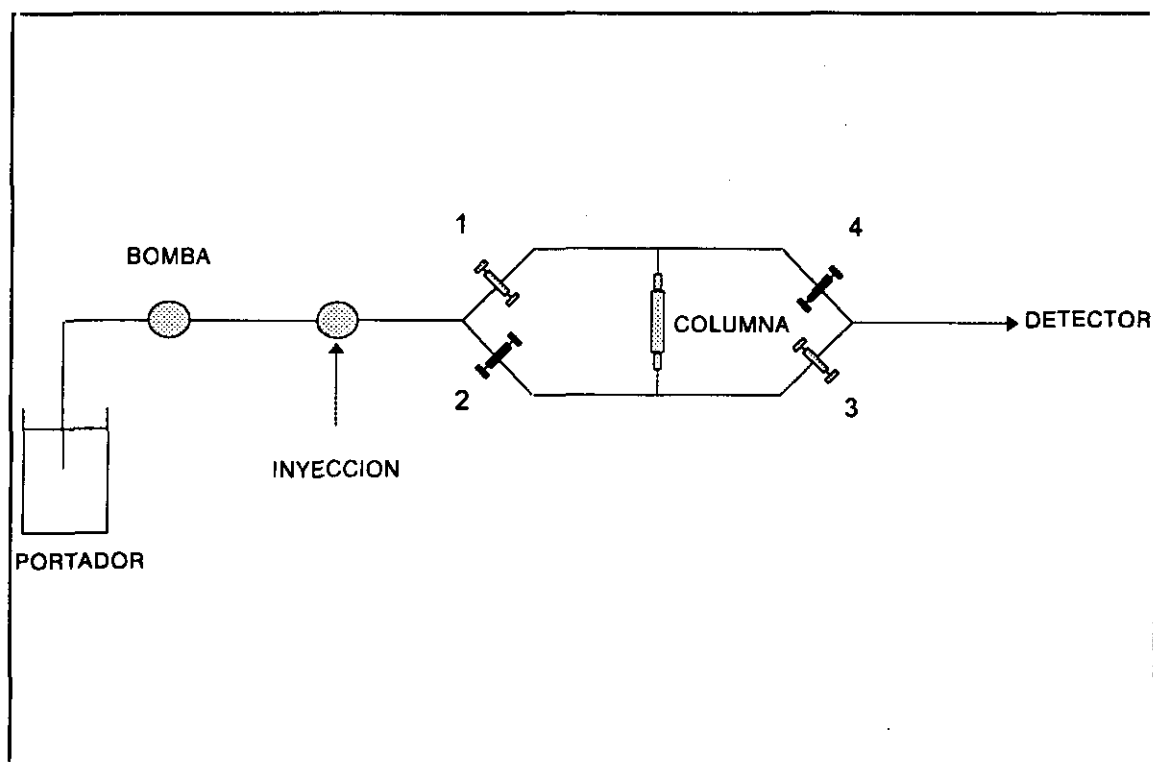 1
4
BOMBA
COLUMNA
DETECTOR
2
3
INYECCION
PORTADOR